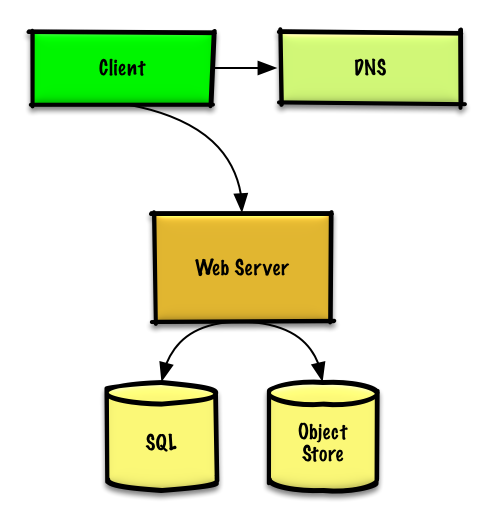 Client
DNS
Web Server
SQL
Object
Store